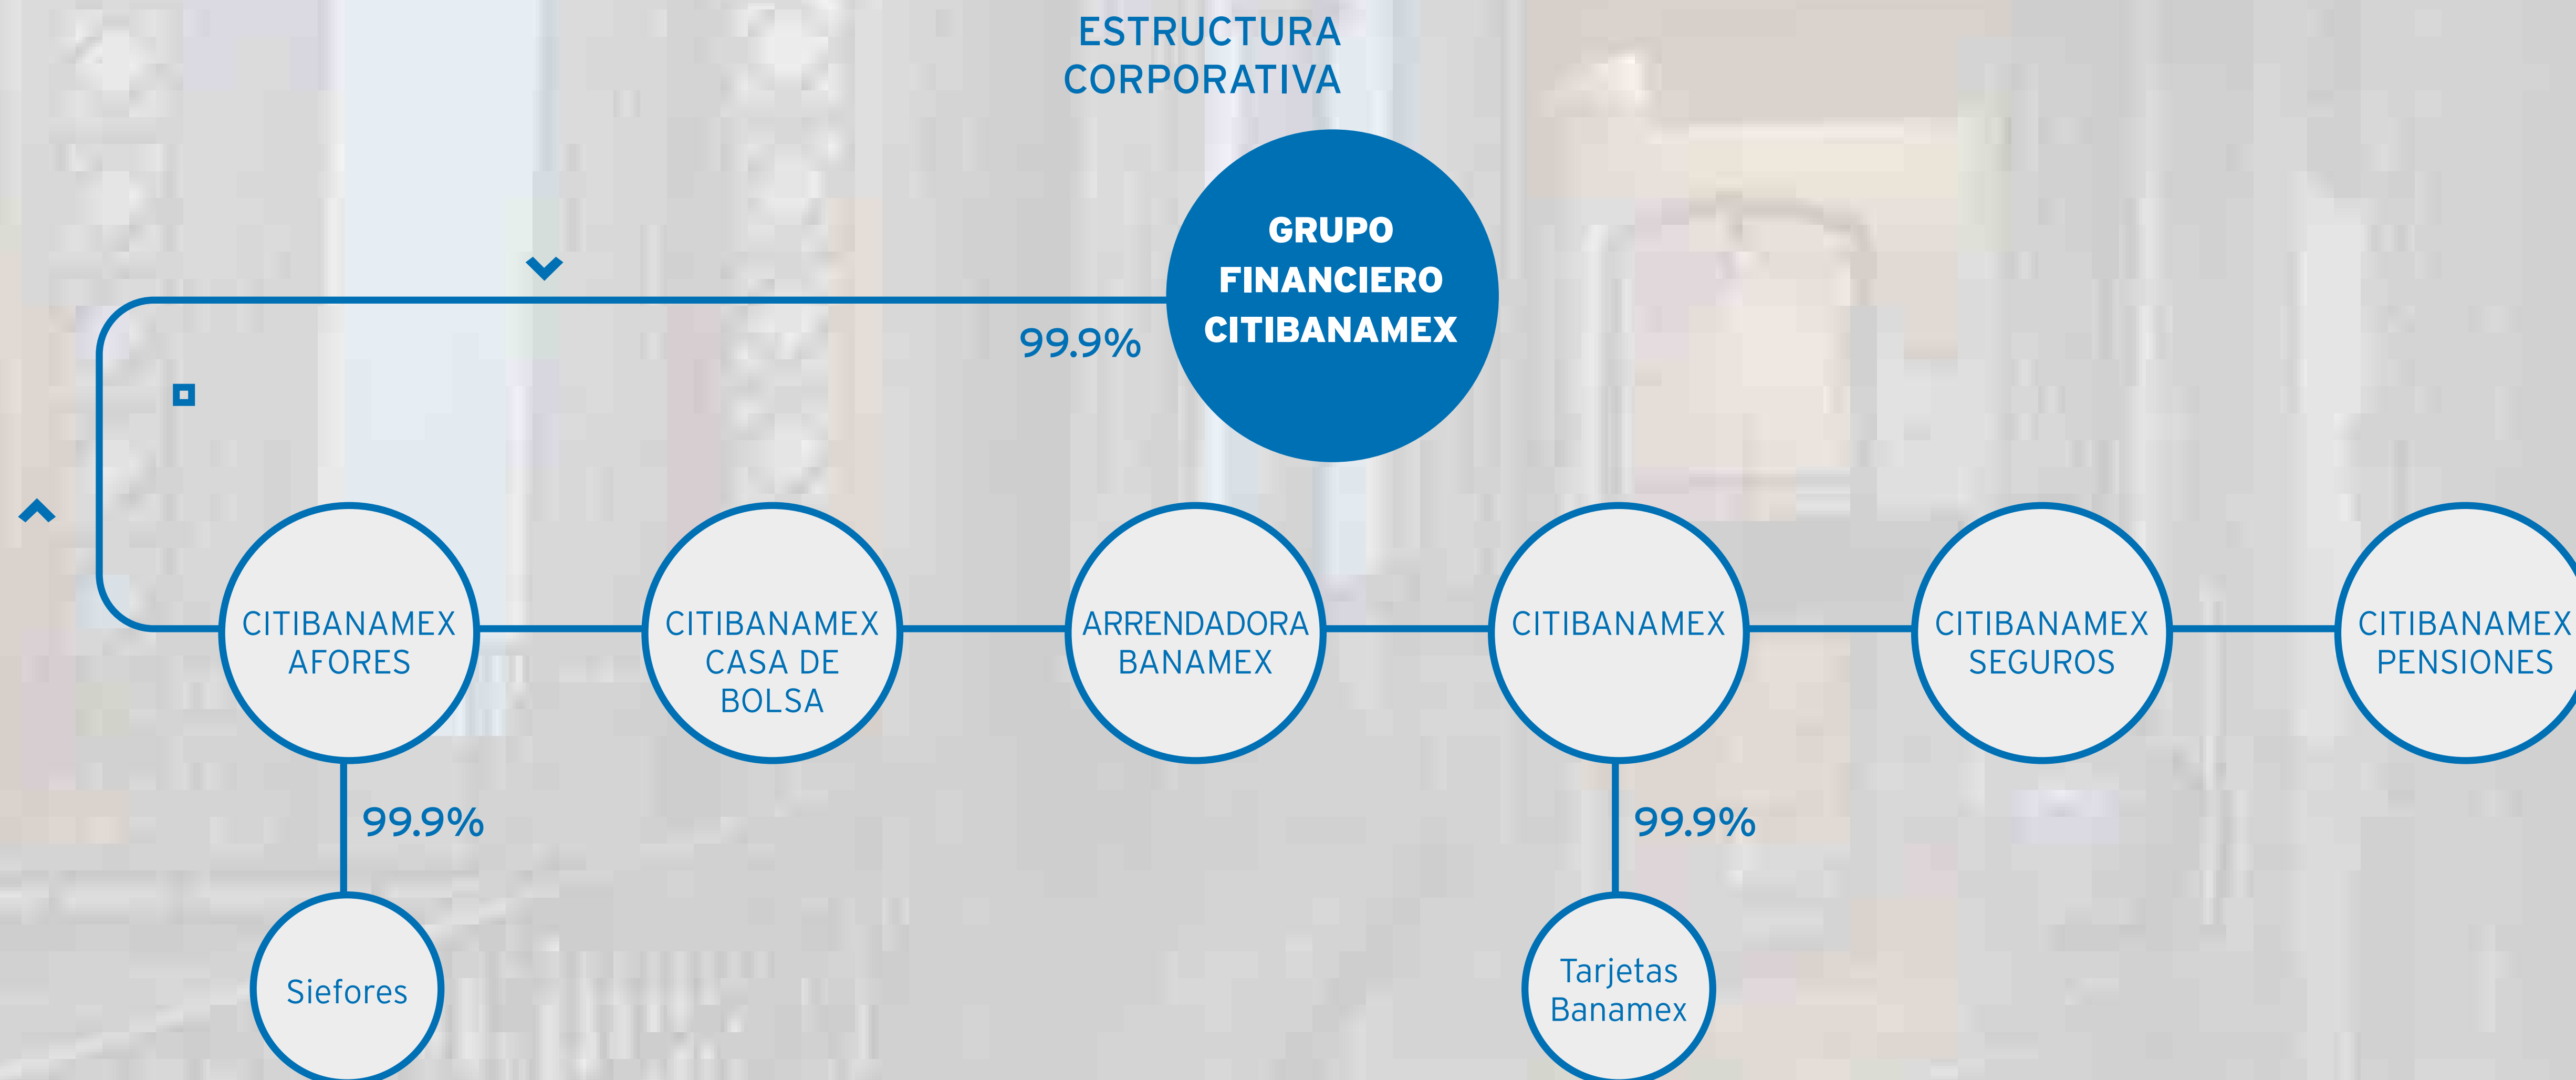 ESTRUCTURA
CORPORATIVA
GRUPO
FINANCIERO
CITIBANAMEX
99.9%
CITIBANAMEX
AFORES
CITIBANAMEX
CASA DE
BOLSA
ARRENDADORA
BANAMEX
CITIBANAMEX
CITIBANAMEX
SEGUROS
CITIBANAMEX
PENSIONES
99.9%
99.9%
Siefores
Tarjetas
Banamex